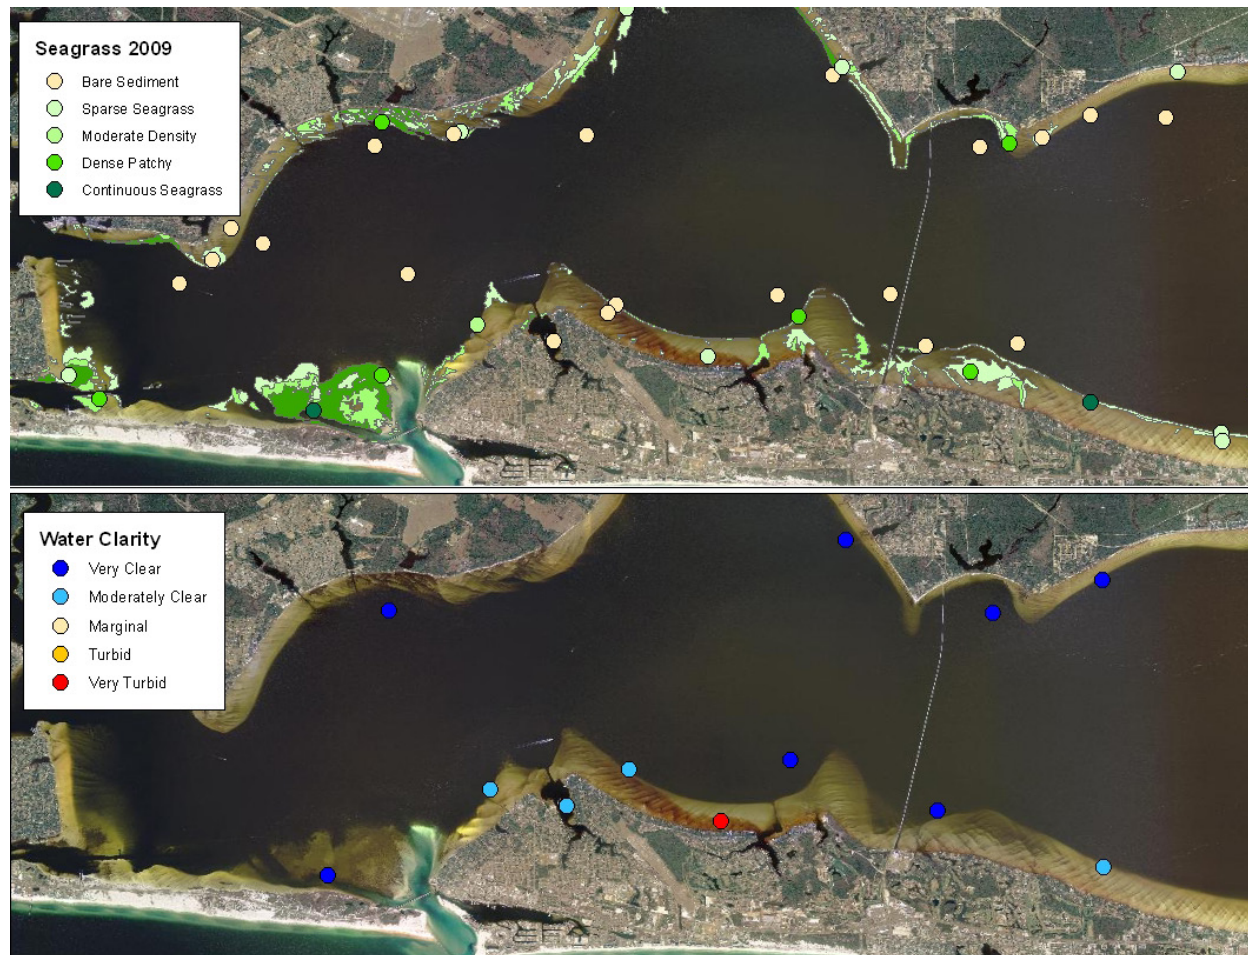 Seagrass 2009
Bare Sediment
Sparse Seagrass
Moderate Density
Dense Patchy
Continuous Seagrass
Water Clarity
Very Clear
Moderately Clear
Marginal
Turbid
Very Turbid